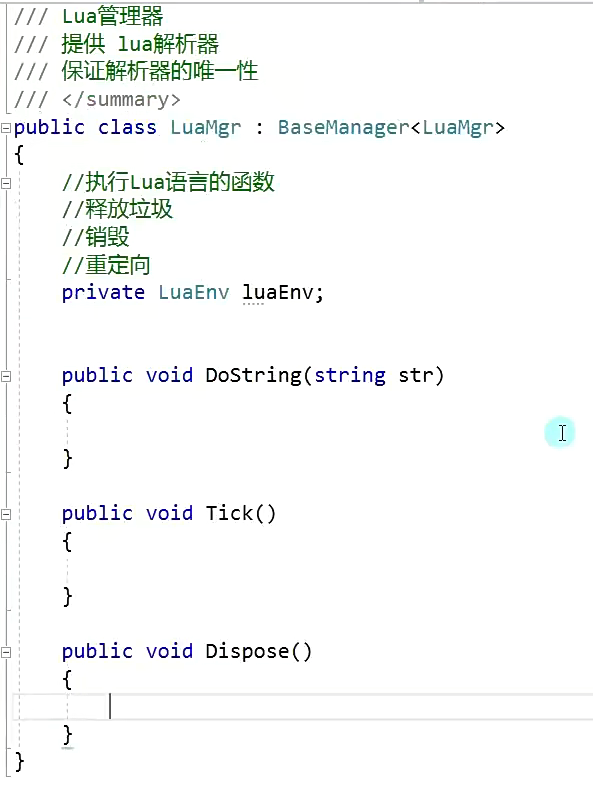 /// Lua管理器
/// 提供 lua解析器
/// 保证解析器的唯一性
/// </summary>
public class LuaMgr : BaseManager<LuaMgr>
{
    //执行Lua语言的函数
    //释放垃圾
    //销毁
    //重定向
    private LuaEnv luaEnv;
    public void DoString(string str)
    {
    }
    public void Tick()
    {
    }
    public void Dispose()
    {
    }
}